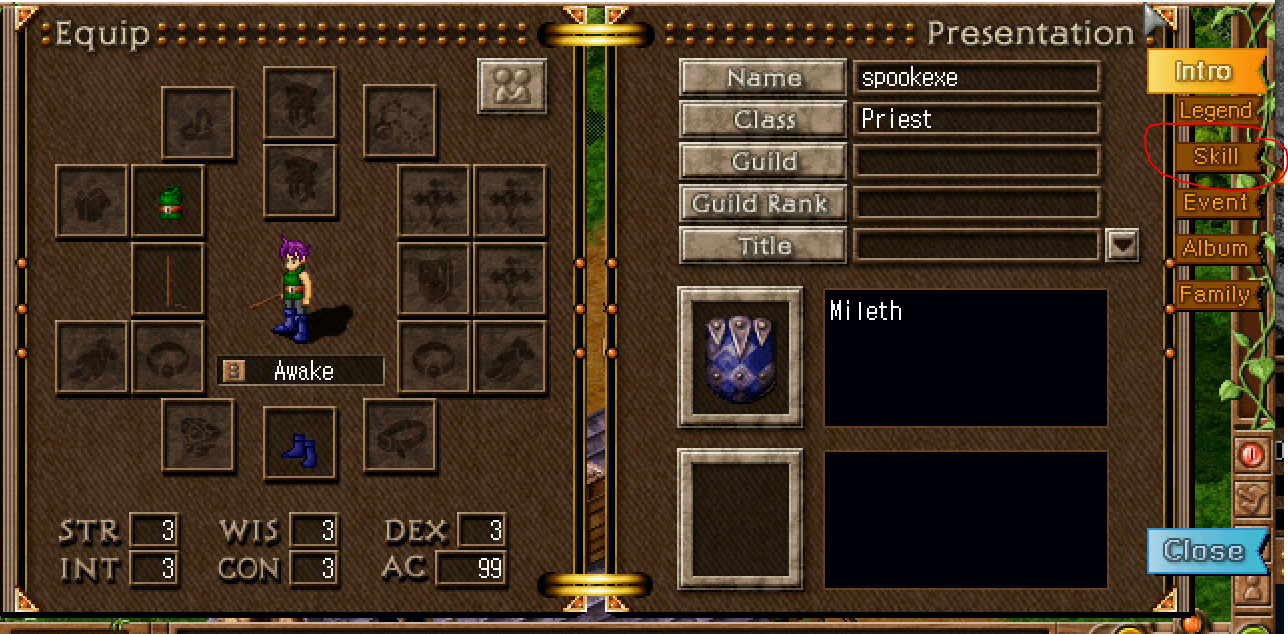 Equip
STR 3 WIS 3 DEX 3
INT 3 CON 3 AC 99
B Awake
Presentation
Name spookexe
Class Priest
Guild
Guild Rank
Title
Mileth
Intro
Legend
Skill
Event
Album
Family
Close